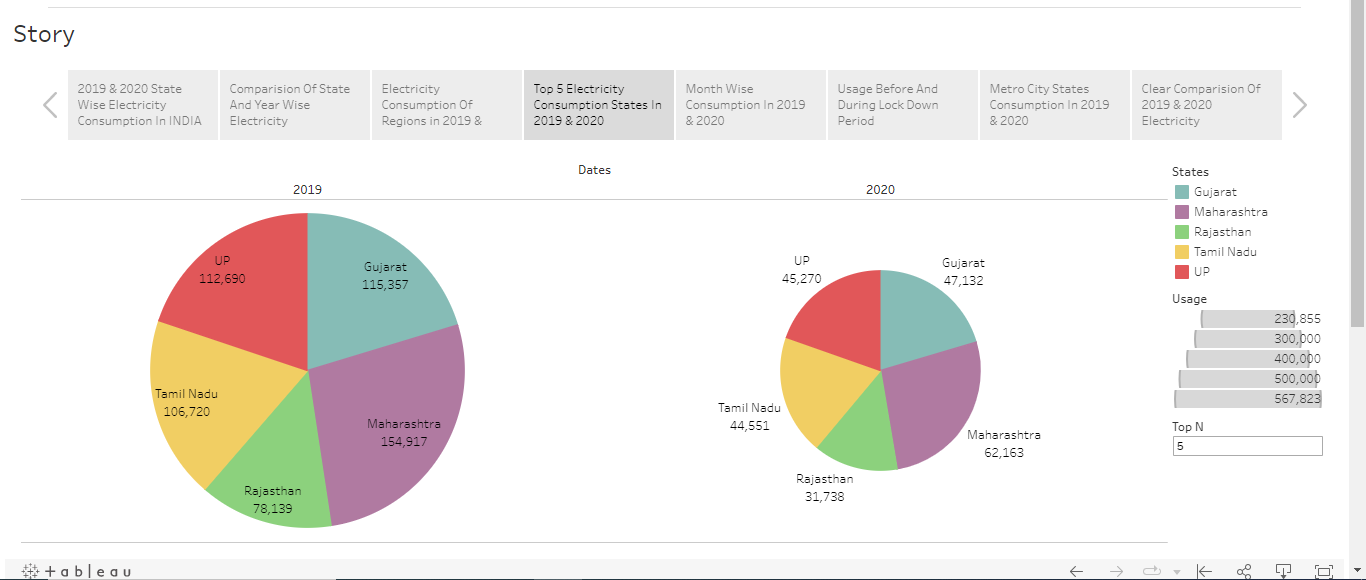 Story
2019 & 2020 State
Wise Electricity
Consumption In INDIA
Comparision Of State
And Year Wise
Electricity
Electricity
Consumption Of
Regions in 2019 &
Top 5 Electricity
Consumption States In
2019 & 2020
Month Wise
Consumption In 2019
& 2020
Usage Before And
During Lock Down
Period
Metro City States
Consumption In 2019
& 2020
Clear Comparision Of
2019 & 2020
Electricity
Dates
2019
2020
UP
112,690
Gujarat
115,357
Tamil Nadu
106,720
Maharashtra
154,917
Rajasthan
78,139
UP
45,270
Gujarat
47,132
Tamil Nadu
44,551
Maharashtra
62,163
Rajasthan
31,738
States
Gujarat
Maharashtra
Rajasthan
Tamil Nadu
UP
Usage
230,855
300,000
400,000
500,000
567,823
Top N
5
+ a b | e a u